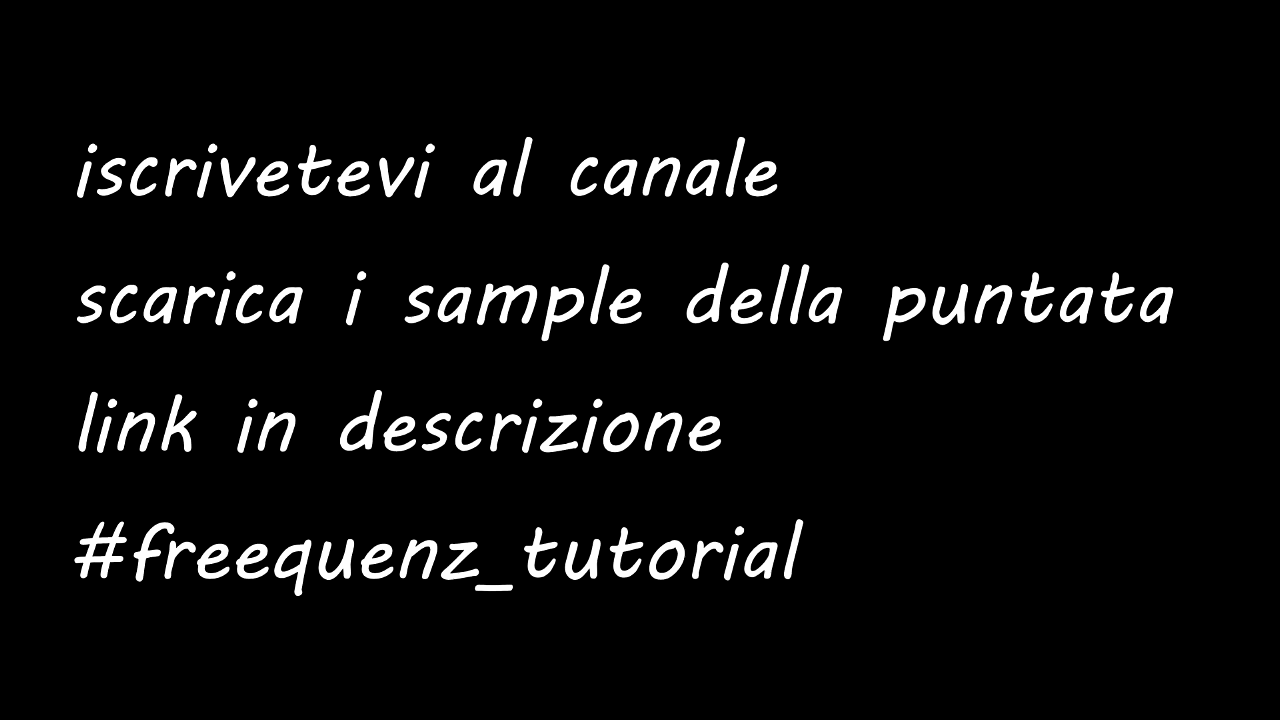 iscrivetevi al canale
scarica i sample della puntata
link in descrizione
#freequenz_tutorial